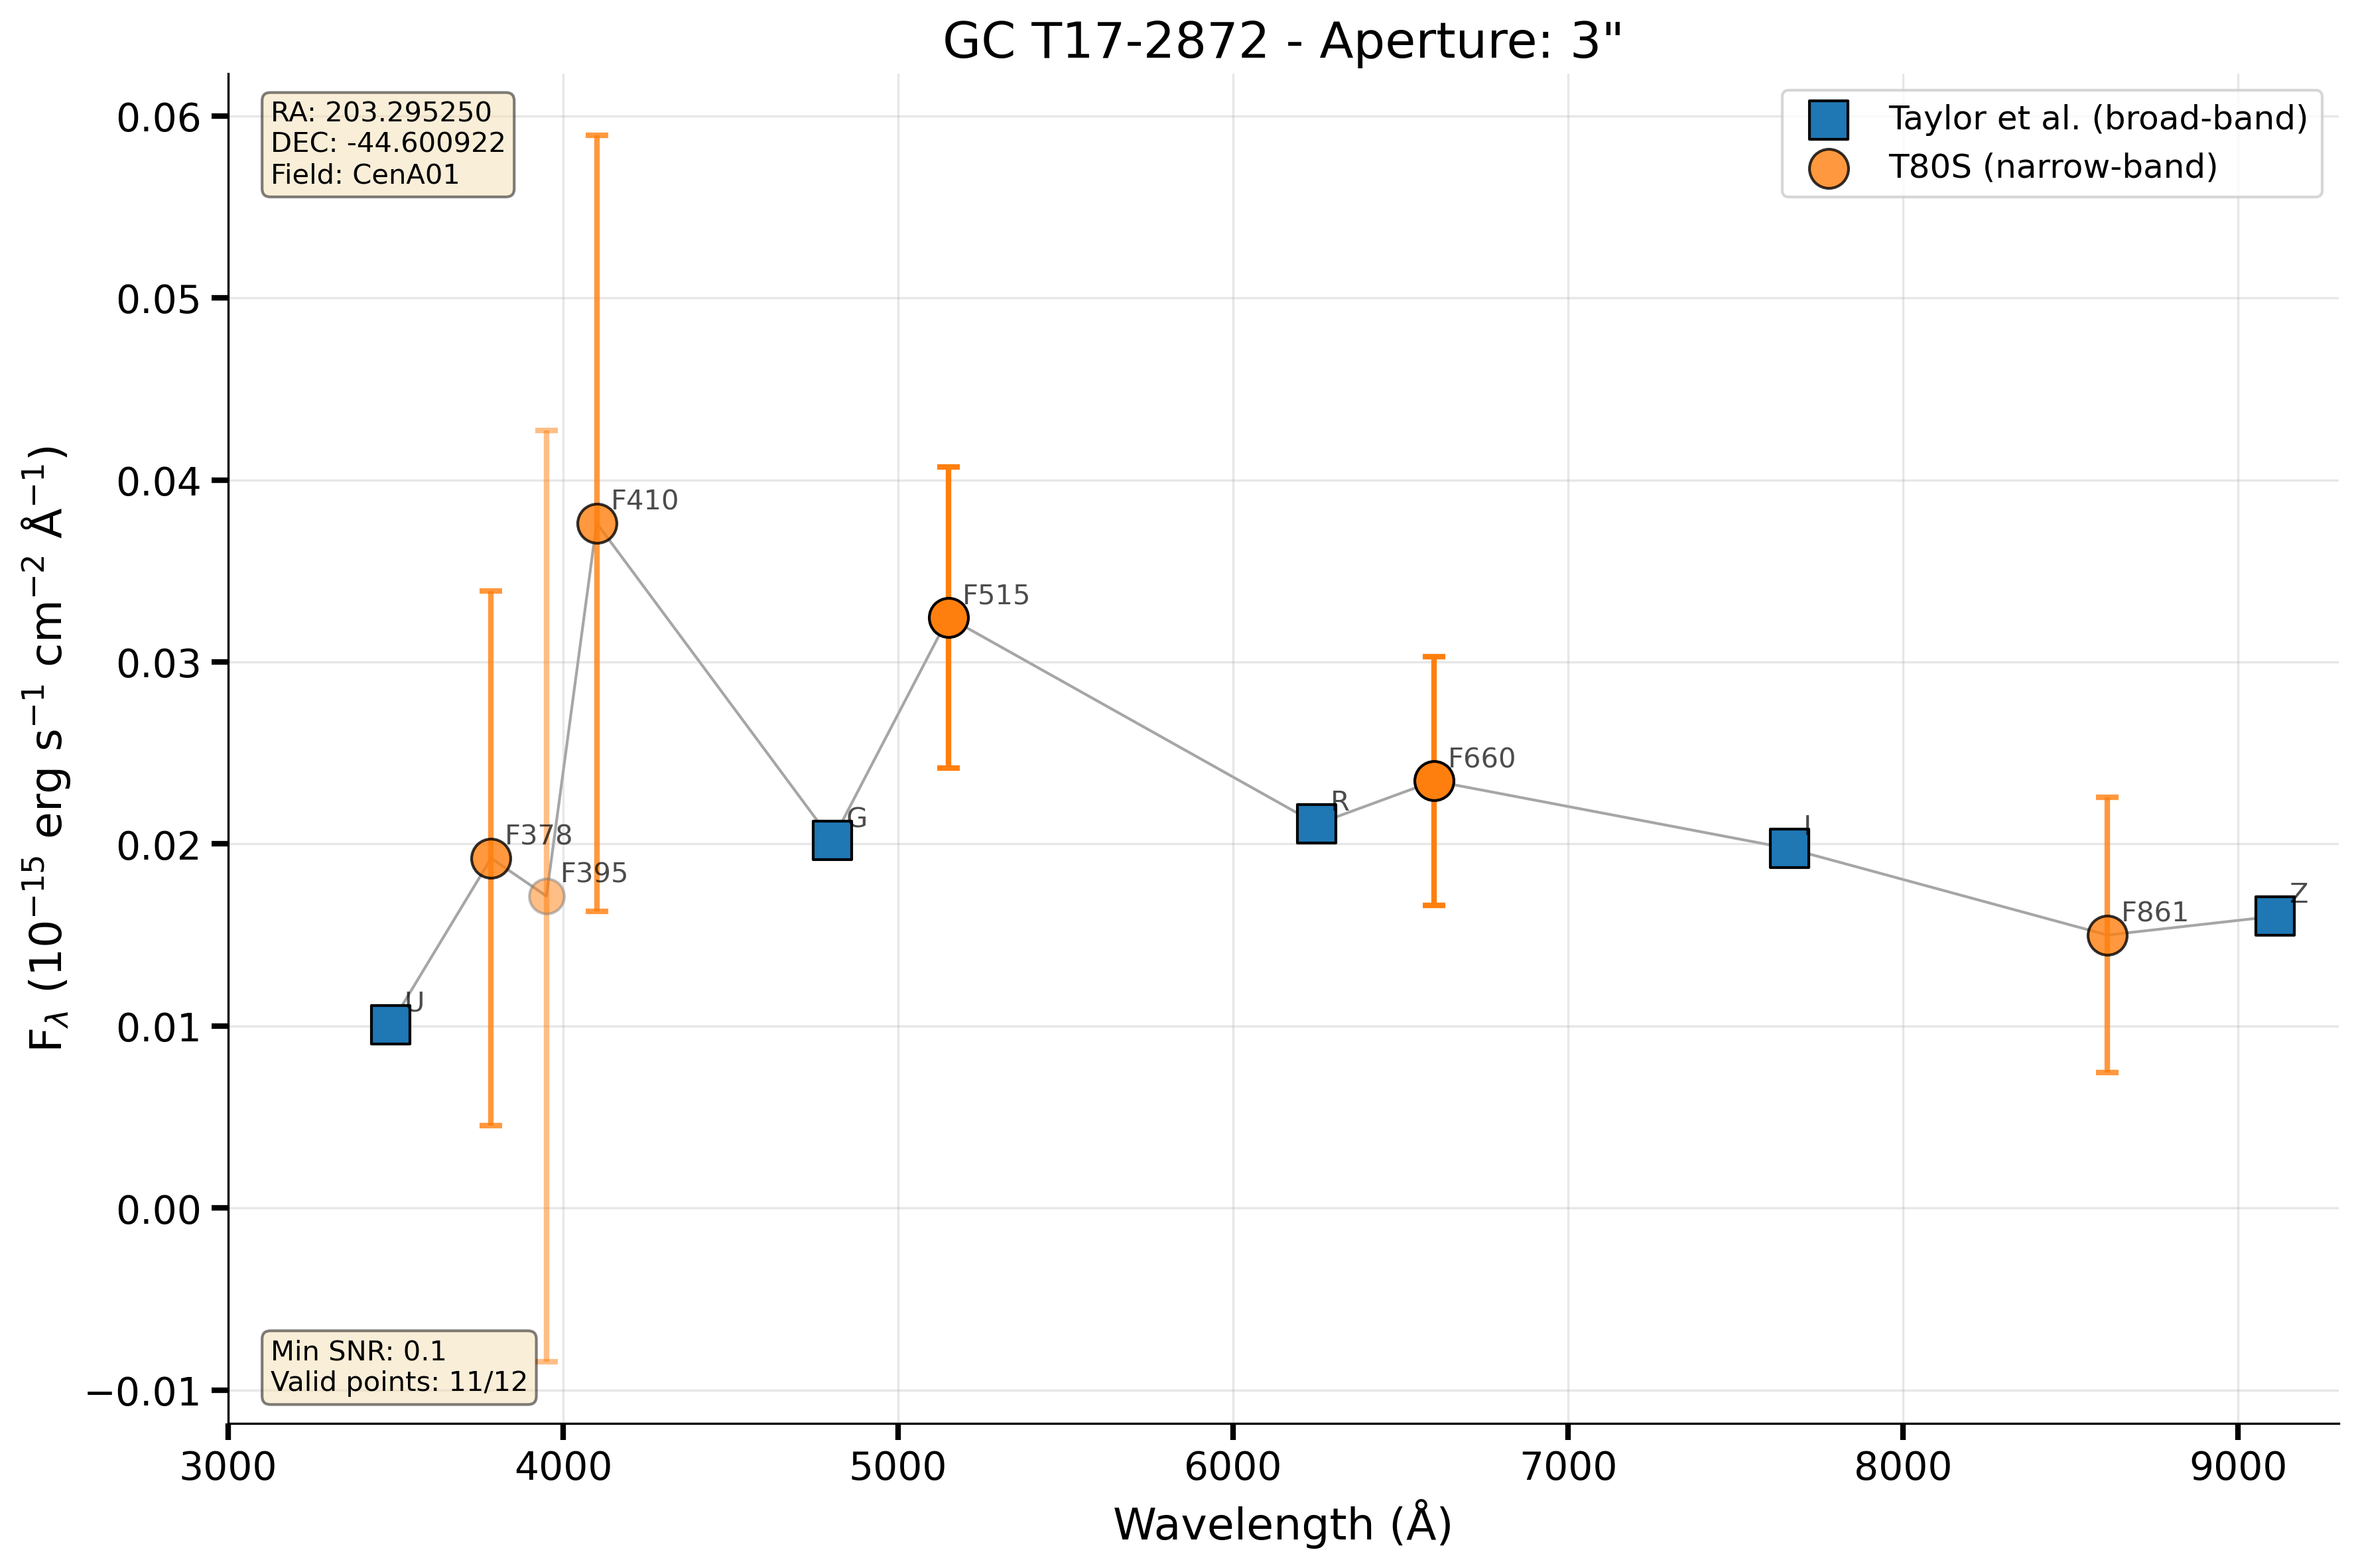 GC T17-2872 - Aperture: 3"
RA: 203.295250
DEC: -44.600922
Field: CenA01
Taylor et al. (broad-band)
T80S (narrow-band)
0.06
0.05
0.04
0.03
0.02
0.01
0.00
−0.01
F410
F515
F660
R
G
I
F378
F395
F861
Z
U
Min SNR: 0.1
Valid points: 11/12
3000
4000
5000
6000
7000
8000
9000
Wavelength (Å)
Fλ (10⁻¹⁵ erg s⁻¹ cm⁻² Å⁻¹)